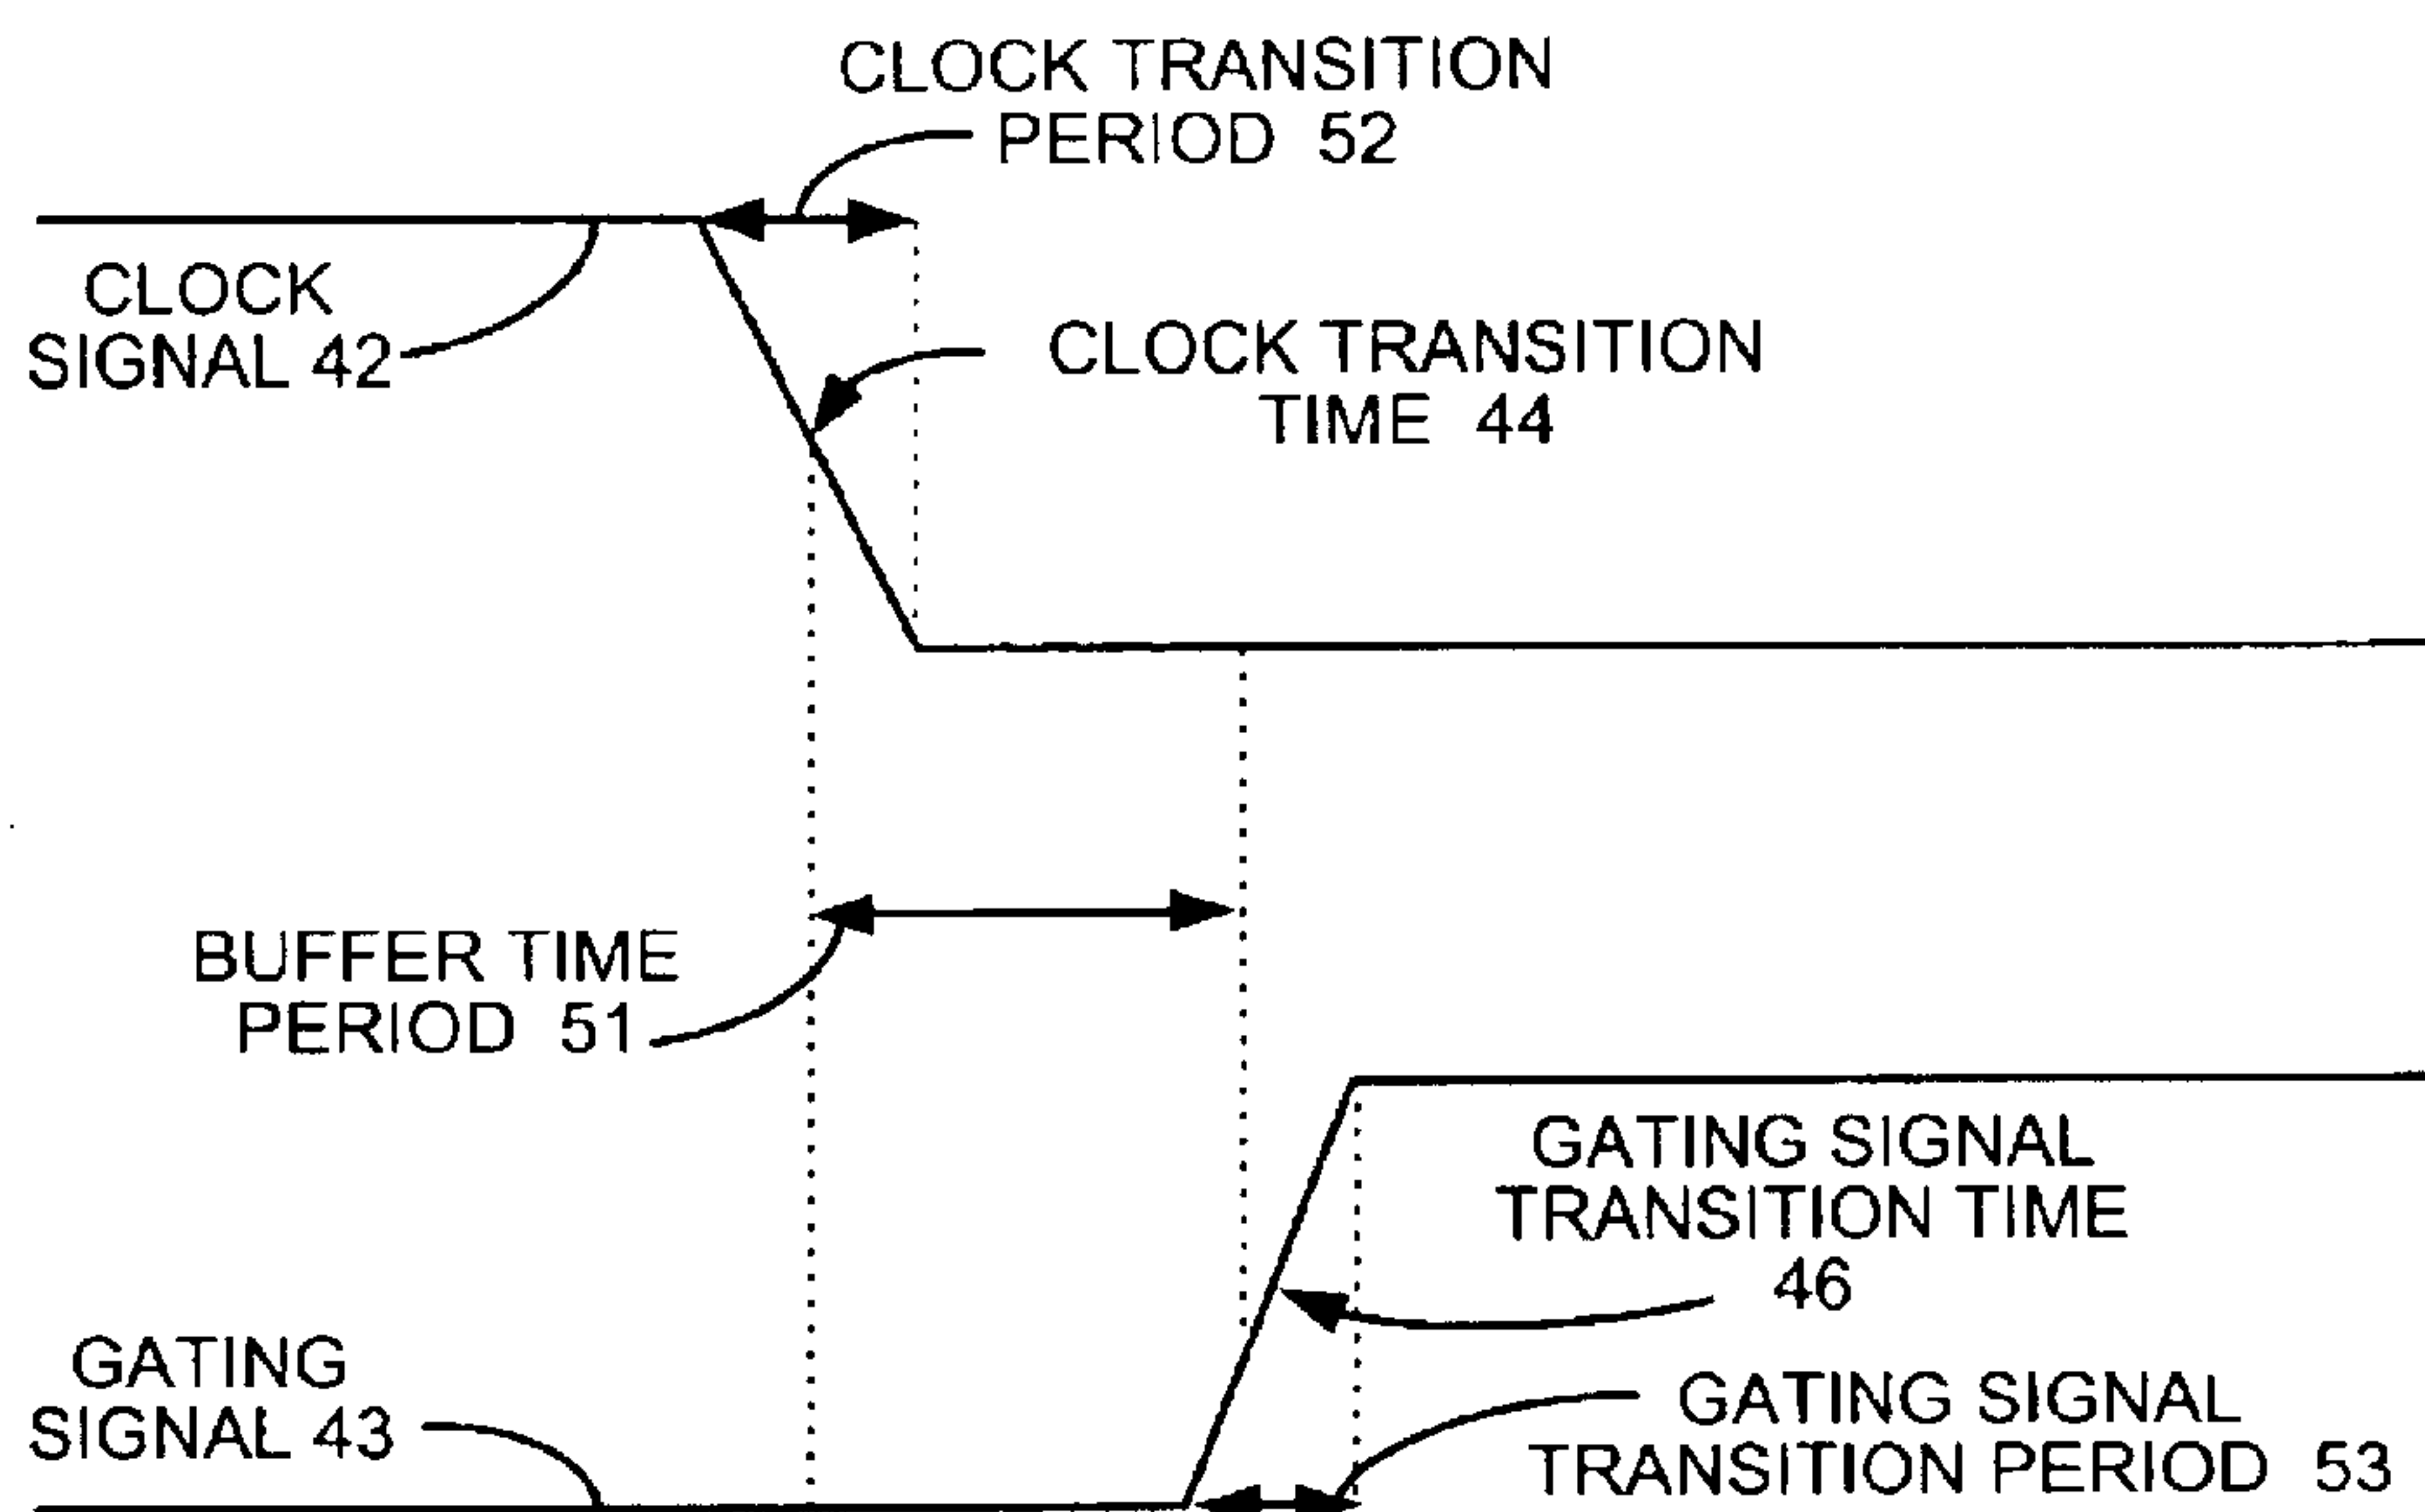 CLOCK TRANSITION
PERIOD 52
CLOCK
SIGNAL 42
CLOCK TRANSITION
TIME 44
BUFFER TIME
PERIOD 51
GATING SIGNAL
TRANSITION TIME
46
GATING
SIGNAL 43
GATING SIGNAL
TRANSITION PERIOD 53